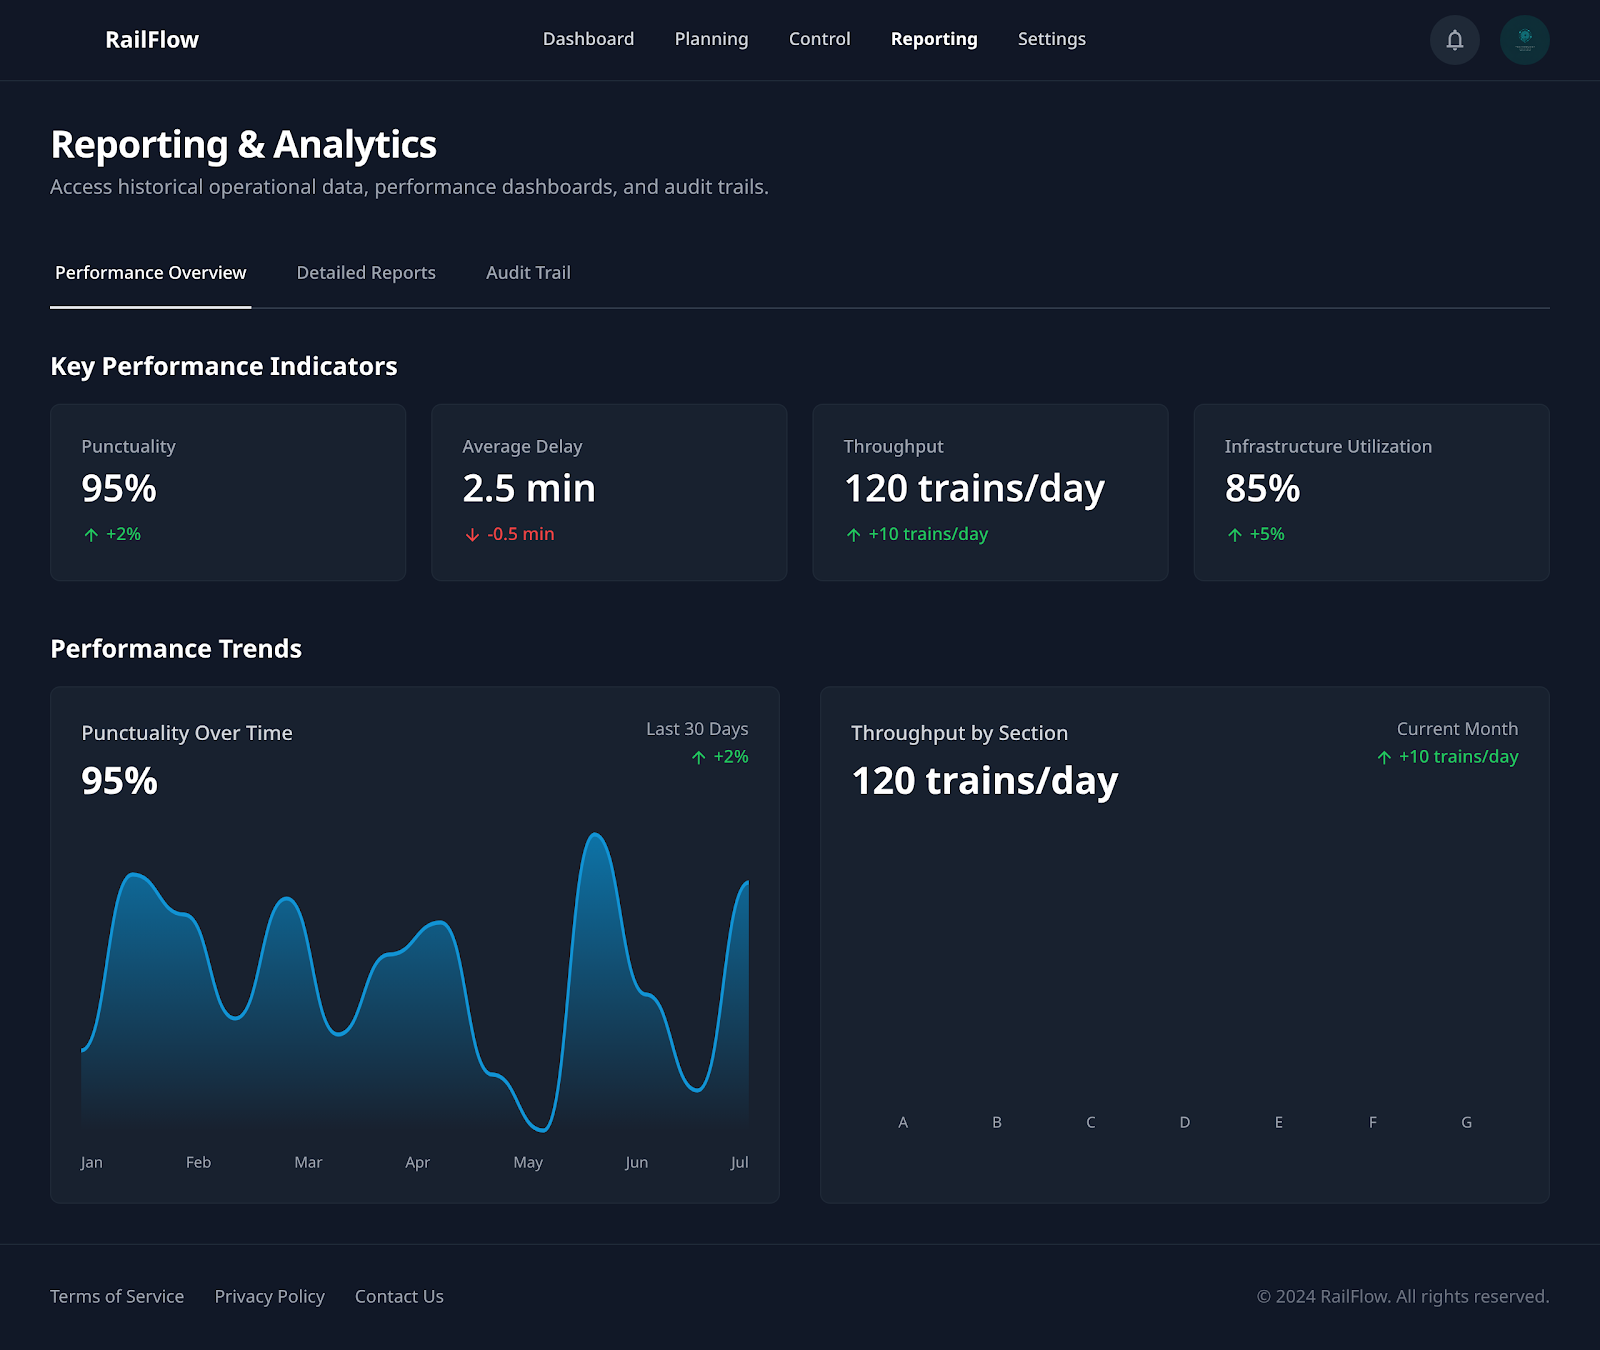 RailFlow
Dashboard Planning Control Reporting Settings
Reporting & Analytics
Access historical operational data, performance dashboards, and audit trails.
Performance Overview Detailed Reports Audit Trail
Key Performance Indicators
Punctuality
95%
+2%
Average Delay
2.5 min
-0.5 min
Throughput
120 trains/day
+10 trains/day
Infrastructure Utilization
85%
+5%
Performance Trends
Punctuality Over Time
Last 30 Days
95%
+2%
Jan Feb Mar Apr May Jun Jul
Throughput by Section
Current Month
120 trains/day
+10 trains/day
A B C D E F G
Terms of Service Privacy Policy Contact Us
© 2024 RailFlow. All rights reserved.